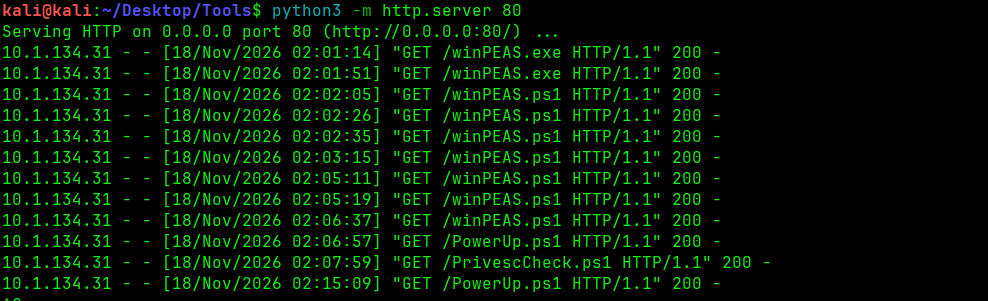 kali@kali:~/Desktop/Tools$ python3 -m http.server 80
Serving HTTP on 0.0.0.0 port 80 (http://0.0.0.0:80/) ...
10.1.134.31 - - [18/Nov/2026 02:01:14] "GET /winPEAS.exe HTTP/1.1" 200 -
10.1.134.31 - - [18/Nov/2026 02:01:51] "GET /winPEAS.exe HTTP/1.1" 200 -
10.1.134.31 - - [18/Nov/2026 02:02:05] "GET /winPEAS.ps1 HTTP/1.1" 200 -
10.1.134.31 - - [18/Nov/2026 02:02:26] "GET /winPEAS.ps1 HTTP/1.1" 200 -
10.1.134.31 - - [18/Nov/2026 02:02:35] "GET /winPEAS.ps1 HTTP/1.1" 200 -
10.1.134.31 - - [18/Nov/2026 02:03:15] "GET /winPEAS.ps1 HTTP/1.1" 200 -
10.1.134.31 - - [18/Nov/2026 02:05:11] "GET /winPEAS.ps1 HTTP/1.1" 200 -
10.1.134.31 - - [18/Nov/2026 02:05:19] "GET /winPEAS.ps1 HTTP/1.1" 200 -
10.1.134.31 - - [18/Nov/2026 02:06:37] "GET /winPEAS.ps1 HTTP/1.1" 200 -
10.1.134.31 - - [18/Nov/2026 02:06:57] "GET /PowerUp.ps1 HTTP/1.1" 200 -
10.1.134.31 - - [18/Nov/2026 02:07:59] "GET /PrivescCheck.ps1 HTTP/1.1" 200 -
10.1.134.31 - - [18/Nov/2026 02:15:09] "GET /PowerUp.ps1 HTTP/1.1" 200 -